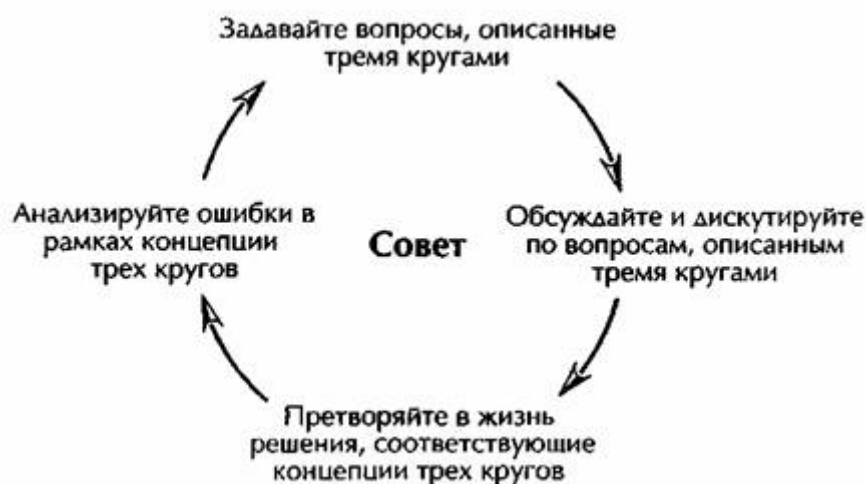 Задавайте вопросы, описанные
тремя кругами
Обсуждайте и дискутируйте
по вопросам, описанным
тремя кругами
Претворяйте в жизнь
решения, соответствующие
концепции трех кругов
Анализируйте ошибки в
рамках концепции
трех кругов
Совет